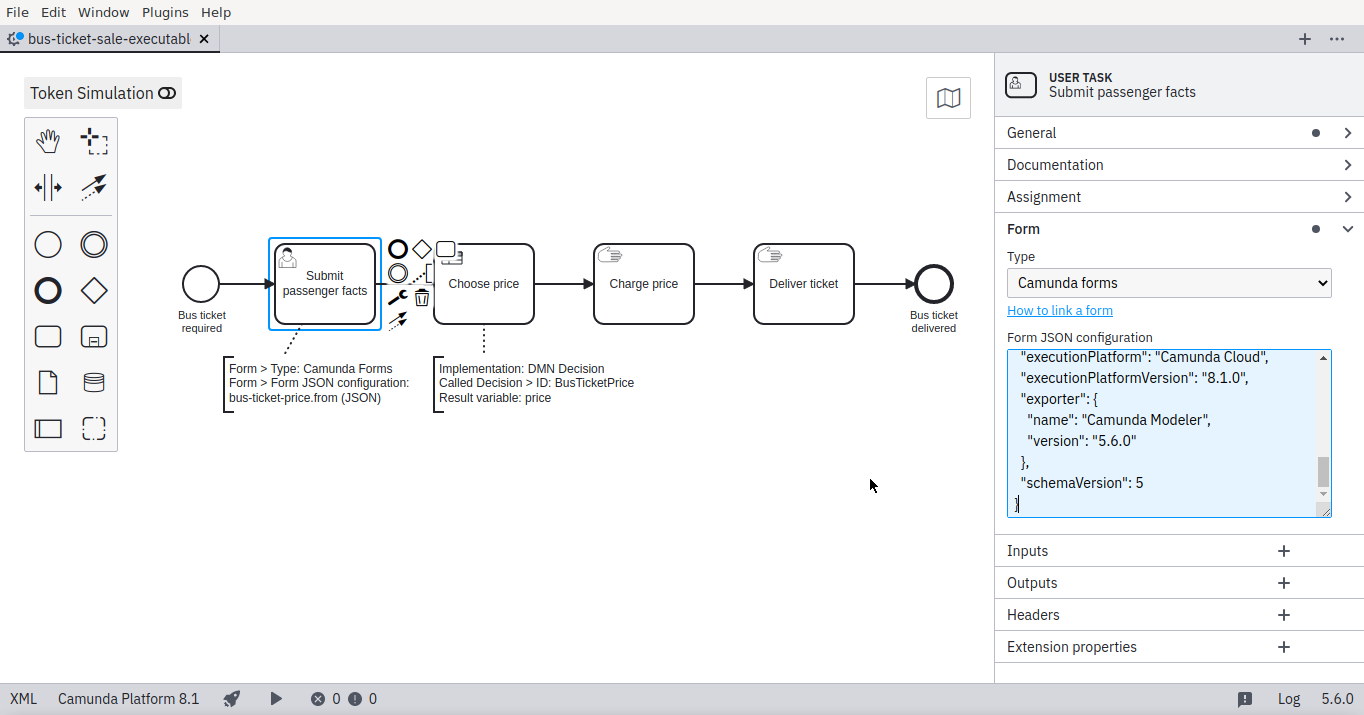 File Edit Window Plugins Help
bus-ticket-sale-executabl
Token Simulation
USER TASK
Submit passenger facts
General
Documentation
Assignment
Form
Type
Camunda forms
How to link a form
Form JSON configuration
"executionPlatform": "Camunda Cloud",
"executionPlatformVersion": "8.1.0",
"exporter": {
"name": "Camunda Modeler",
"version": "5.6.0"
},
"schemaVersion": 5
}
Inputs
Outputs
Headers
Extension properties
Bus ticket
required
Submit
passenger facts
Choose price
Charge price
Deliver ticket
Bus ticket
delivered
Form > Type: Camunda Forms
Form > Form JSON configuration:
bus-ticket-price.from (JSON)
Implementation: DMN Decision
Called Decision > ID: BusTicketPrice
Result variable: price
XML Camunda Platform 8.1 0 0 Log 5.6.0